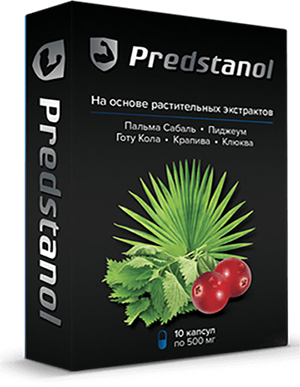 Predstanol
На основе растительных экстрактов
Пальма Сабаль • Пиджеум
Готу Кола • Крапива • Клюква
10 капсул
по 500 мг
Predstanol